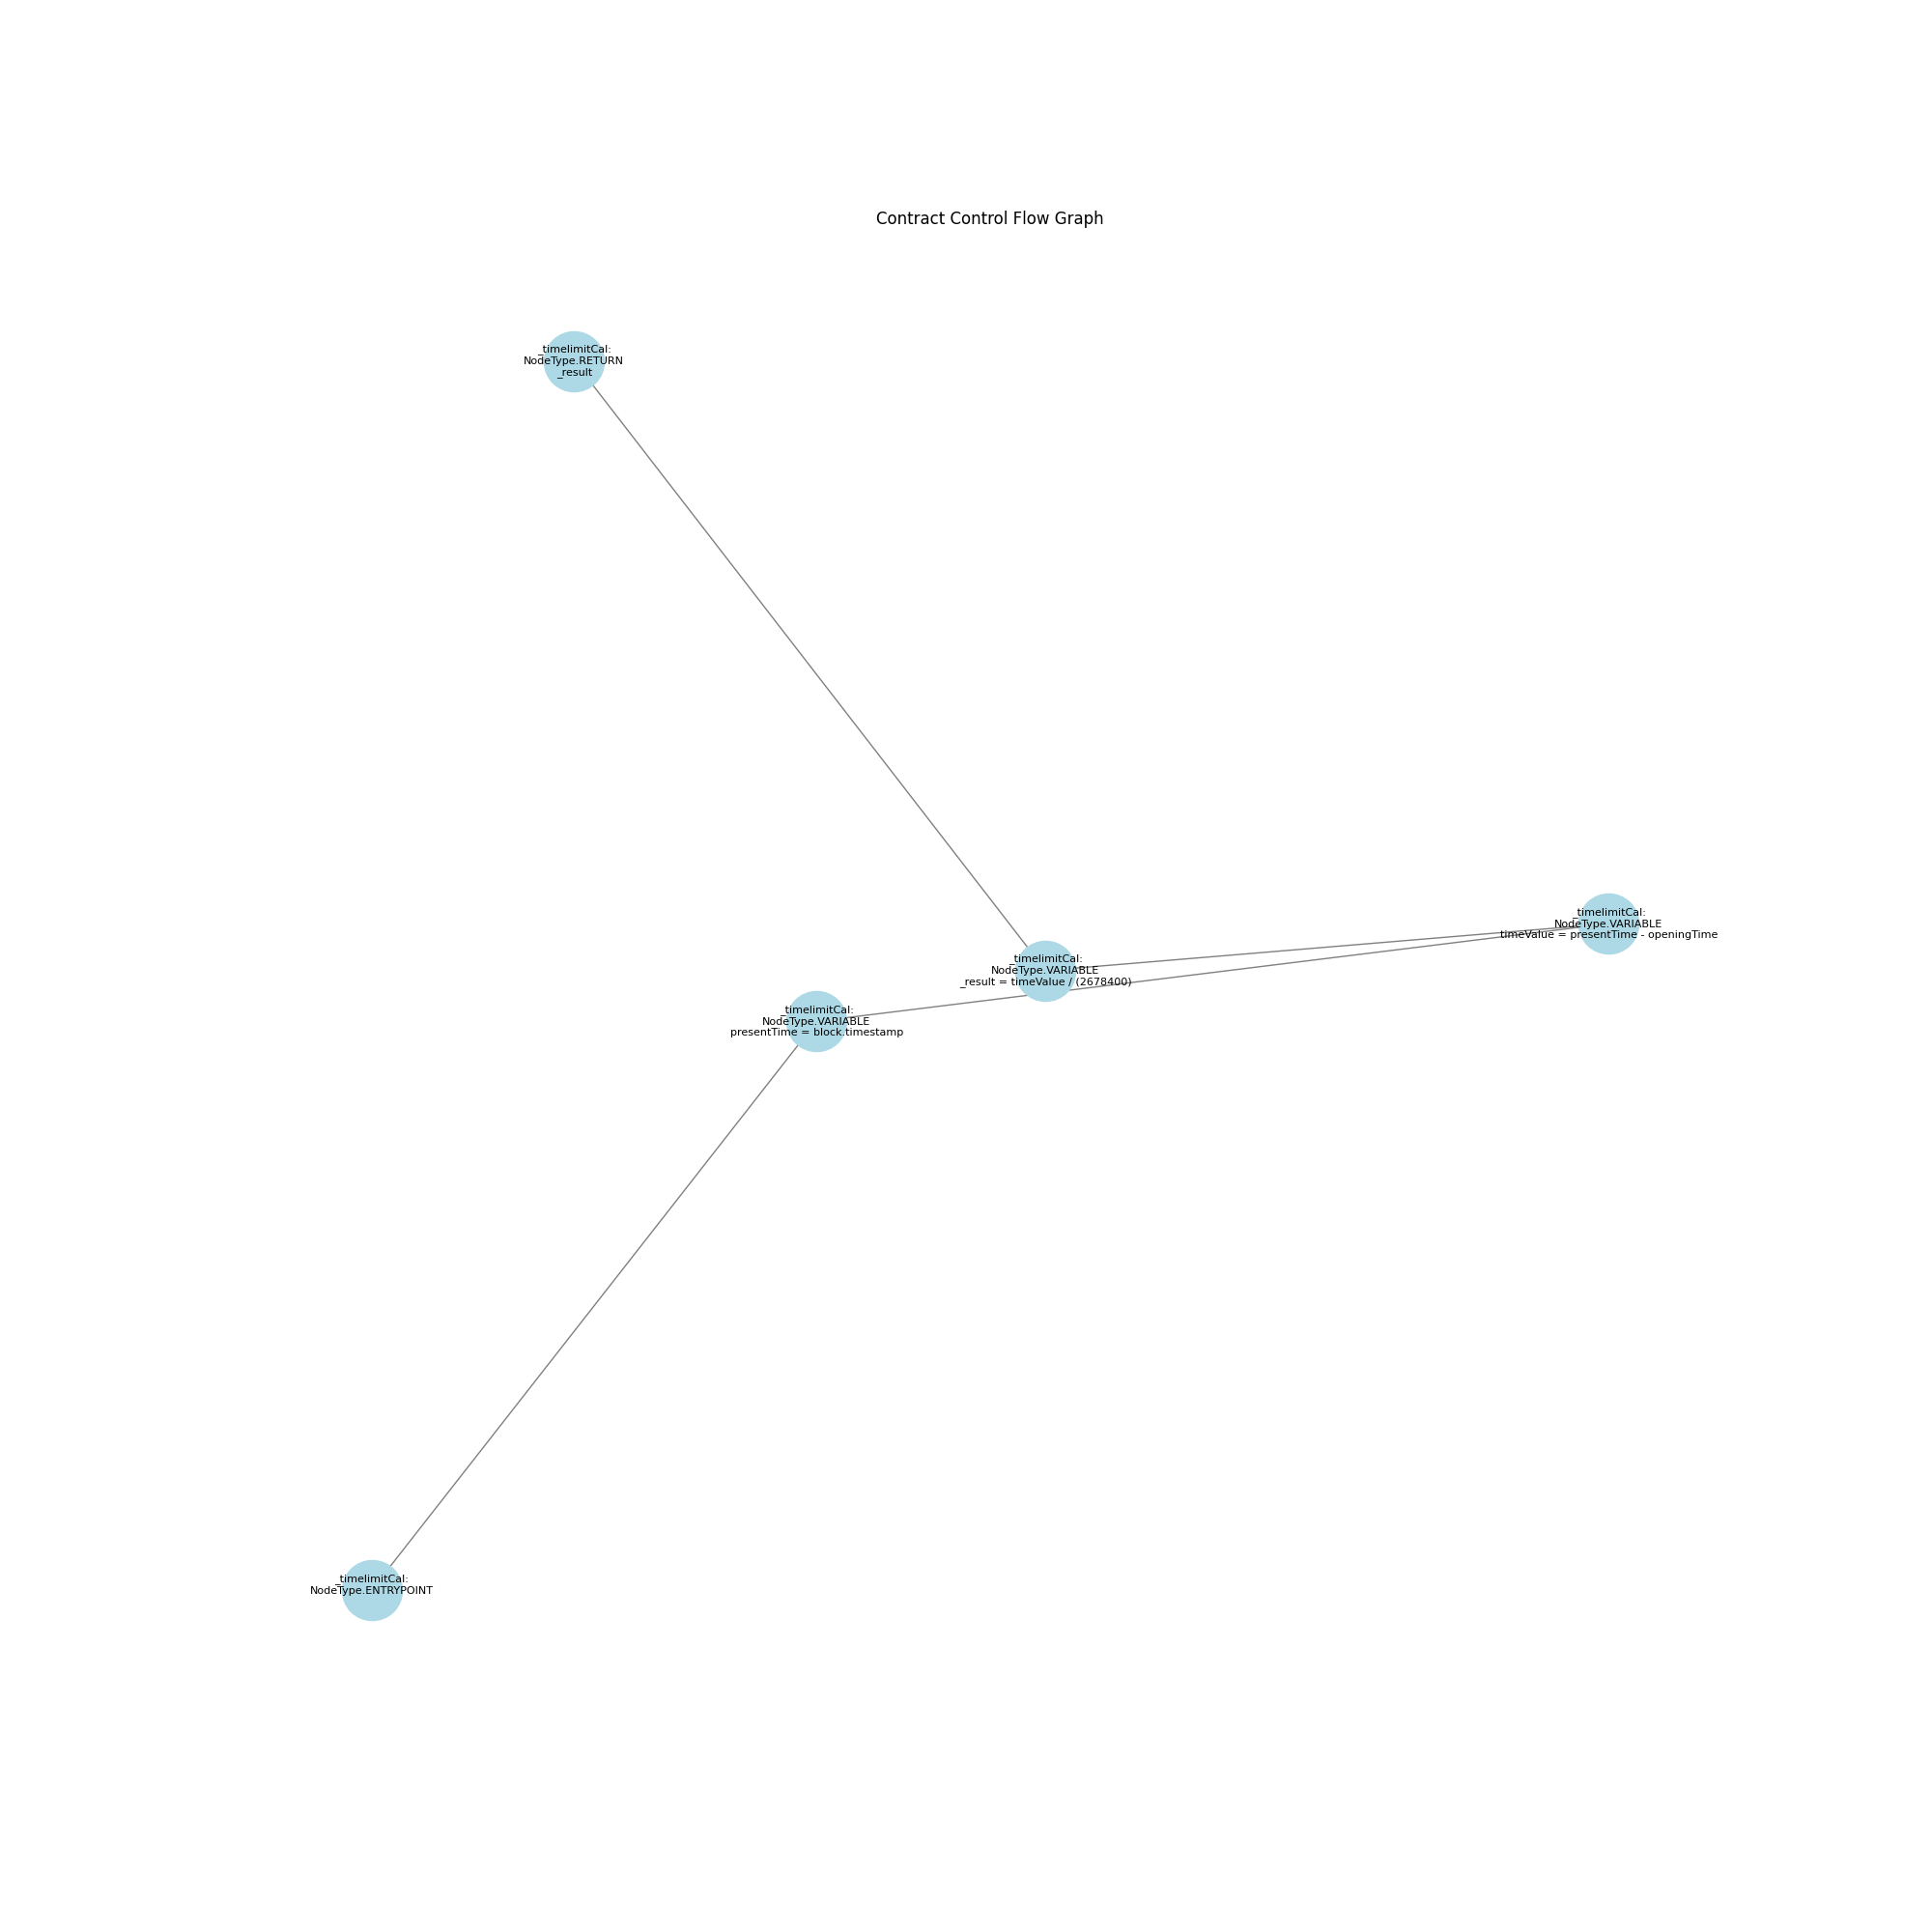 Contract Control Flow Graph
_timelimitCal:
NodeType.RETURN
_result
_timelimitCal:
NodeType.VARIABLE
timeValue = presentTime - openingTime
_timelimitCal:
NodeType.VARIABLE
_result = timeValue / (2678400)
_timelimitCal:
NodeType.VARIABLE
presentTime = block.timestamp
_timelimitCal:
NodeType.ENTRYPOINT